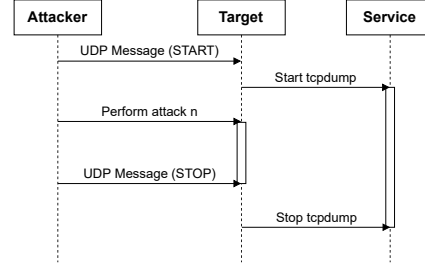 Attacker
Target
Service
UDP Message (START)
Start tcpdump
Perform attack n
UDP Message (STOP)
Stop tcpdump